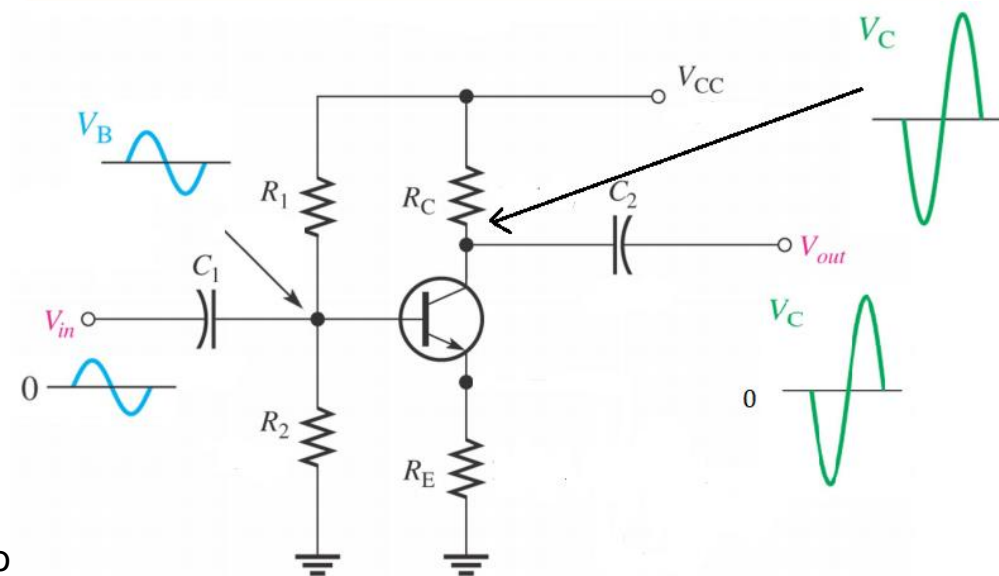 V_C
V_CC
V_B
R_1
R_C
C_2
C_1
V_out
V_in
V_C
0
0
R_2
R_E
o